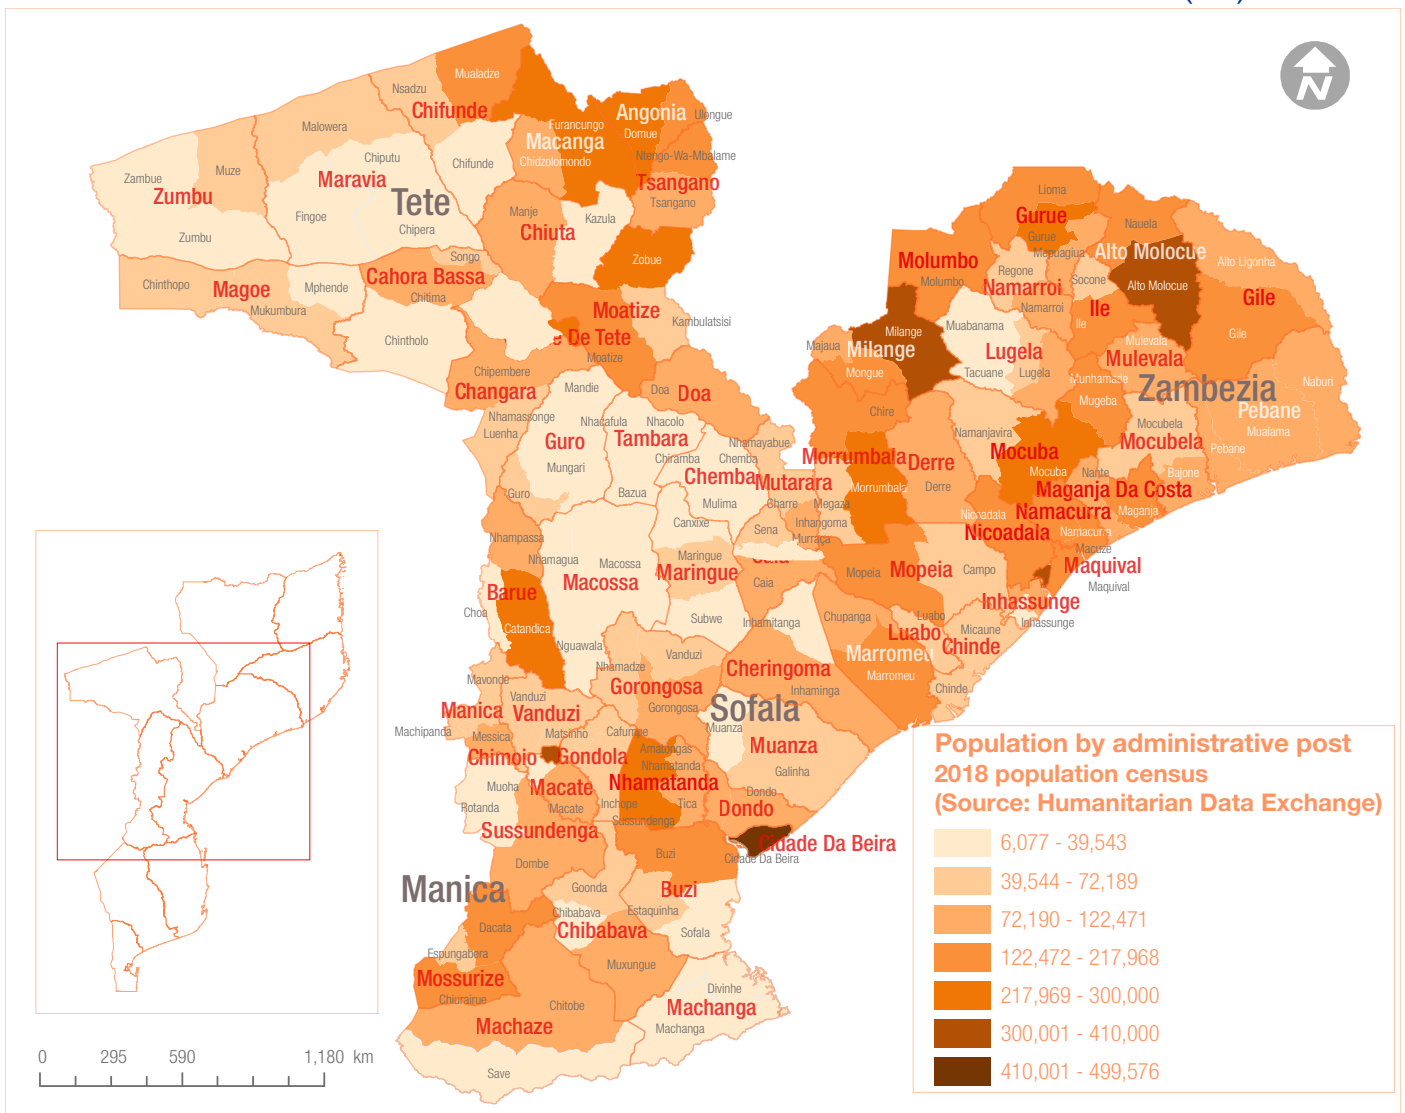 Mualadze
Nsadzu
Chifunde
Angonia
Ulongue
Furancungo
Domue
Malowera
Macanga
Chiputu
Chifunde
Chidzolomondo
Ntengo-Wa-Mbalame
Zambue
Muze
Maravia
Tsangano
Zumbu
Tete
Tsangano
Fingoe
Manje
Kazula
Zumbu
Chipera
Chiuta
Songo
Zobue
Chinthopo
Magoe
Mphende
Cahora Bassa
Chitima
Mukumbura
Moatize
Kambulatsisi
Chintholo
e De Tete
Moatize
Chipembere
Changara
Mandie
Doa
Doa
Lioma
Gurue
Gurue
Nauela
Mepuagiua
Alto Molocue
Molumbo
Molumbo
Regone
Namarroi
Socone
Alto Molocue
Alto Ligonha
Gile
Namarroi
Ile
Ile
Gile
Milange
Muabanama
Majaua
Milange
Mongue
Lugela
Tacuane
Lugela
Mulevala
Mulevala
Munhamade
Zambezia
Naburi
Mugeba
Pebane
Mualama
Pebane
Chire
Namanjavira
Mocuba
Mocuba
Mocubela
Mocubela
Bajone
Nante
Nhamassonge
Luenha
Nhacafula
Nhacolo
Guro
Tambara
Nhamayabue
Mungari
Chiramba
Chemba
Chemba
Mutarara
Morrumbala
Derre
Morrumbala
Derre
Maganja Da Costa
Maganja
Guro
Bazua
Mulima
Charre
Megaza
Nicoadala
Namacurra
Nhampassa
Canxixe
Sena
Inhangoma
Murraça
Nicoadala
Namacurra
Macuze
Nhamagua
Macossa
Macossa
Maringue
Maringue
Caia
Mopeia
Mopeia
Campo
Maquival
Maquival
Barue
Choa
Catandica
Subwe
Inhamitanga
Chupanga
Luabo
Inhassunge
Inhassunge
Nguawala
Nhamadze
Vanduzi
Luabo
Micaune
Chinde
Marromeu
Marromeu
Cheringoma
Inhaminga
Chinde
Mavonde
Vanduzi
Gorongosa
Gorongosa
Sofala
Manica
Vanduzi
Machipanda
Messica
Matsinho
Cafumpe
Muanza
Muanza
Chimoio
Gondola
Amatongas
Nhamatanda
Galinha
Muoha
Macate
Nhamatanda
Dondo
Rotanda
Macate
Inchope
Tica
Dondo
Sussundenga
Sussundenga
Cidade Da Beira
Cidade Da Beira
Dombe
Buzi
Manica
Goonda
Buzi
Chibabava
Estaquinha
Dacata
Chibabava
Sofala
Espungabera
Mossurize
Chiurairue
Muxungue
Chitobe
Divinhe
Machanga
Machanga
Machaze
Save
N
Population by administrative post
2018 population census
(Source: Humanitarian Data Exchange)
6,077 - 39,543
39,544 - 72,189
72,190 - 122,471
122,472 - 217,968
217,969 - 300,000
300,001 - 410,000
410,001 - 499,576
0 295 590 1,180 km